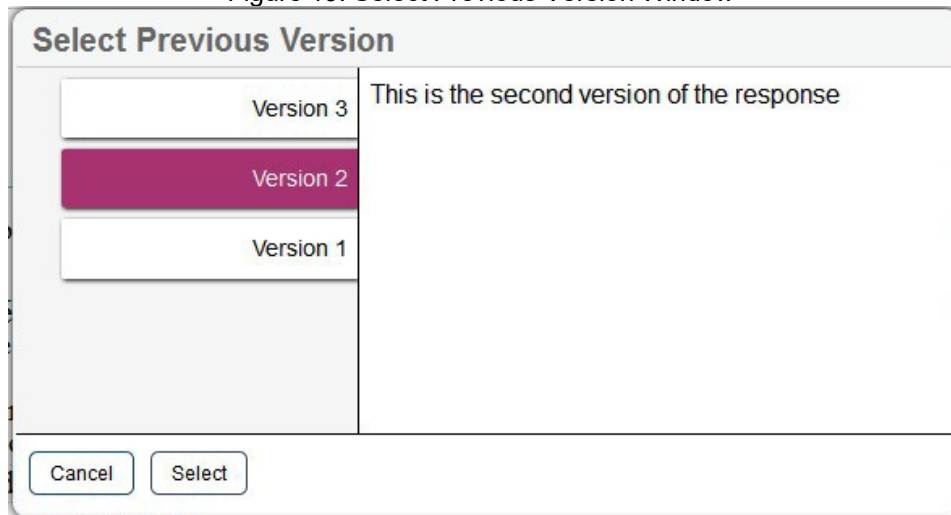 Select Previous Version
Version 3
Version 2
Version 1
This is the second version of the response
Cancel
Select